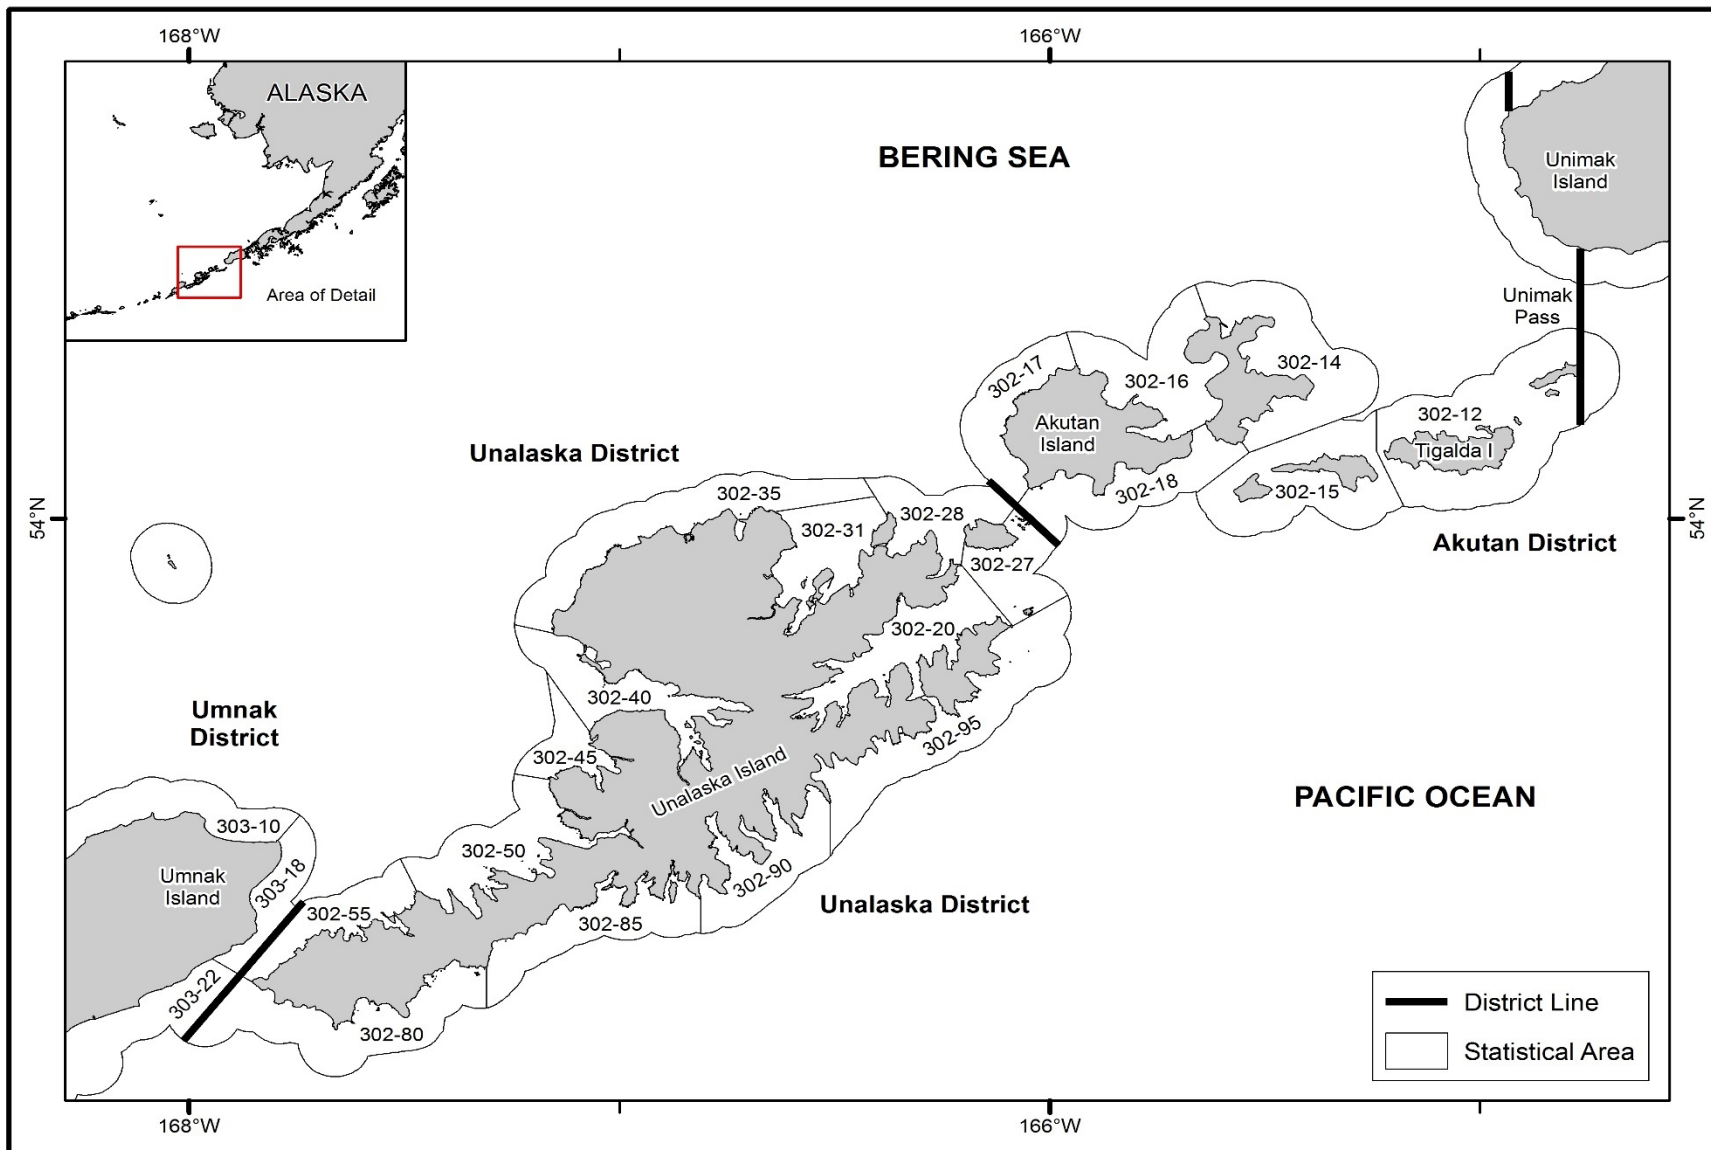 168°W
166°W
ALASKA
Area of Detail
BERING SEA
Unimak
Island
Unimak
Pass
302-17
302-16
302-14
302-12
Akutan
Island
Tigalda I
302-18
302-15
Unalaska District
302-35
302-28
302-31
54°N
54°N
Akutan District
302-27
302-20
302-40
Umnak
District
302-95
302-45
Unalaska Island
PACIFIC OCEAN
303-10
302-50
302-90
303-18
Umnak
Island
302-55
302-85
Unalaska District
303-22
302-80
District Line
Statistical Area
168°W
166°W